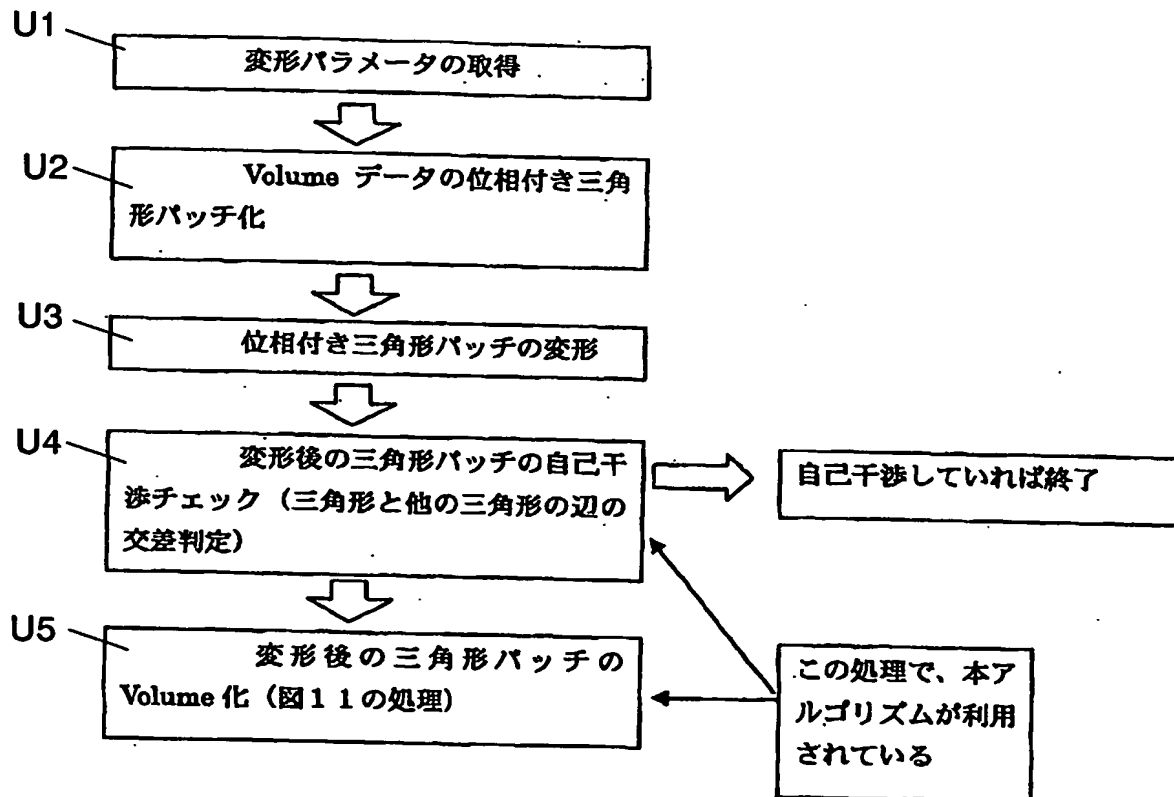 U1
変形パラメータの取得
U2
Volume データの位相付き三角
形パッチ化
U3
位相付き三角形パッチの変形
U4
変形後の三角形パッチの自己干
渉チェック（三角形と他の三角形の辺の
交差判定）
自己干渉していれば終了
U5
変形後の三角形パッチの
Volume 化（図１１の処理）
この処理で、本ア
ルゴリズムが利用
されている